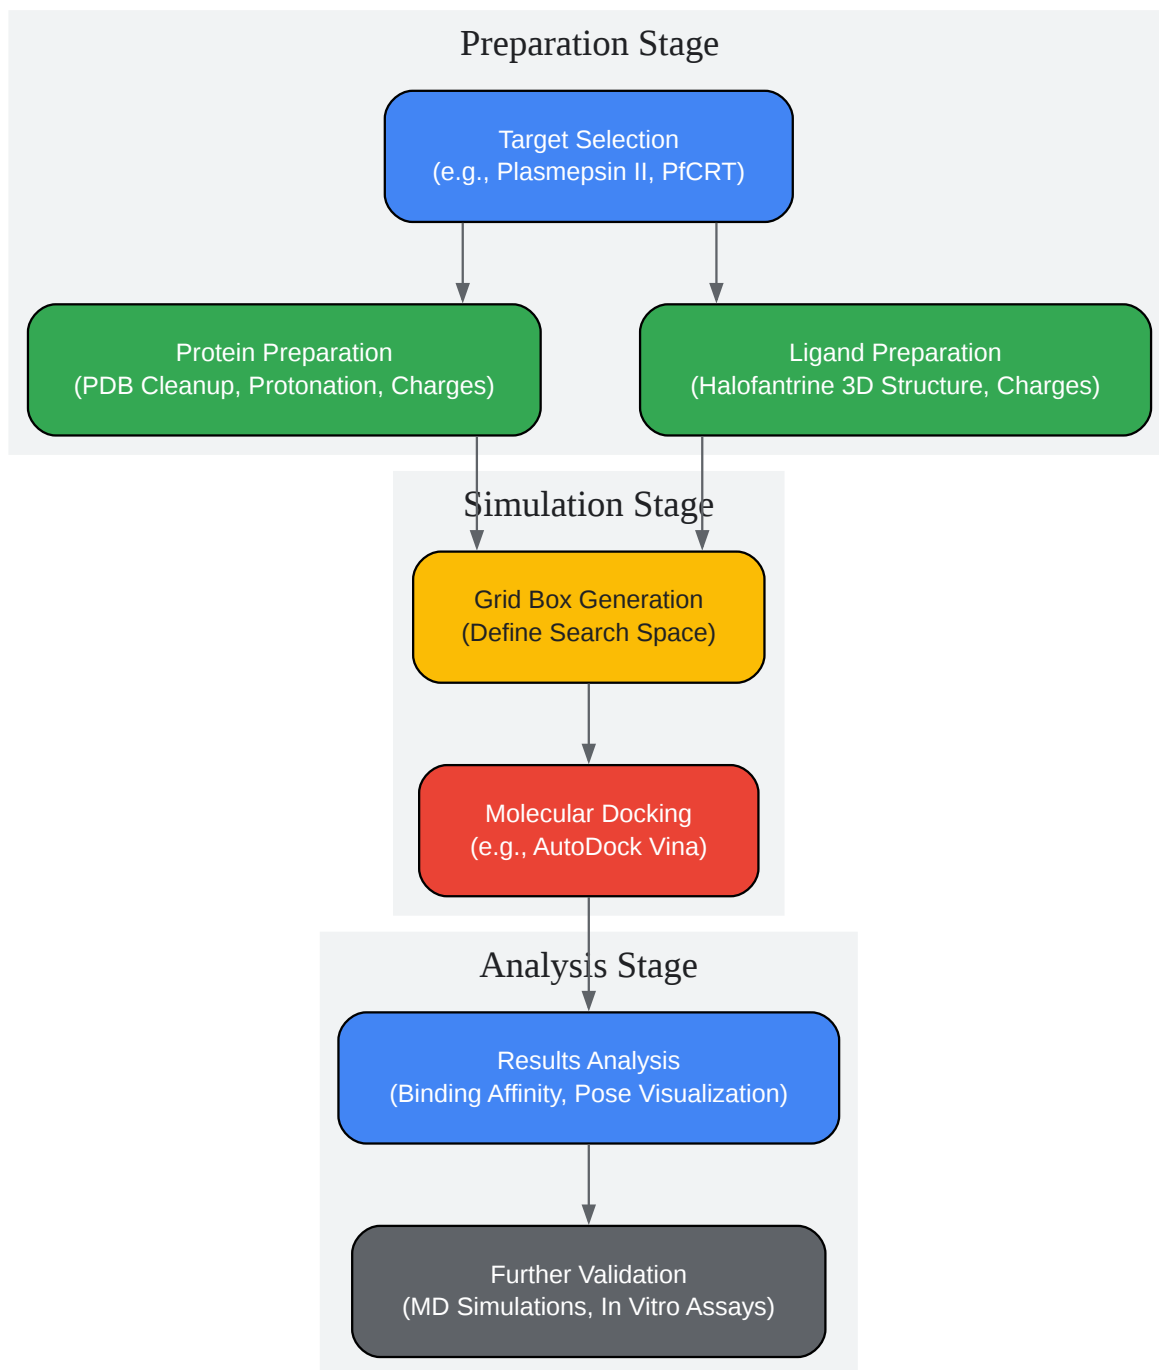 Preparation Stage
Target Selection
(e.g., Plasmepsin II, PfCRT)
Protein Preparation
(PDB Cleanup, Protonation, Charges)
Ligand Preparation
(Halofantrine 3D Structure, Charges)
Simulation Stage
Grid Box Generation
(Define Search Space)
Molecular Docking
(e.g., AutoDock Vina)
Analysis Stage
Results Analysis
(Binding Affinity, Pose Visualization)
Further Validation
(MD Simulations, In Vitro Assays)